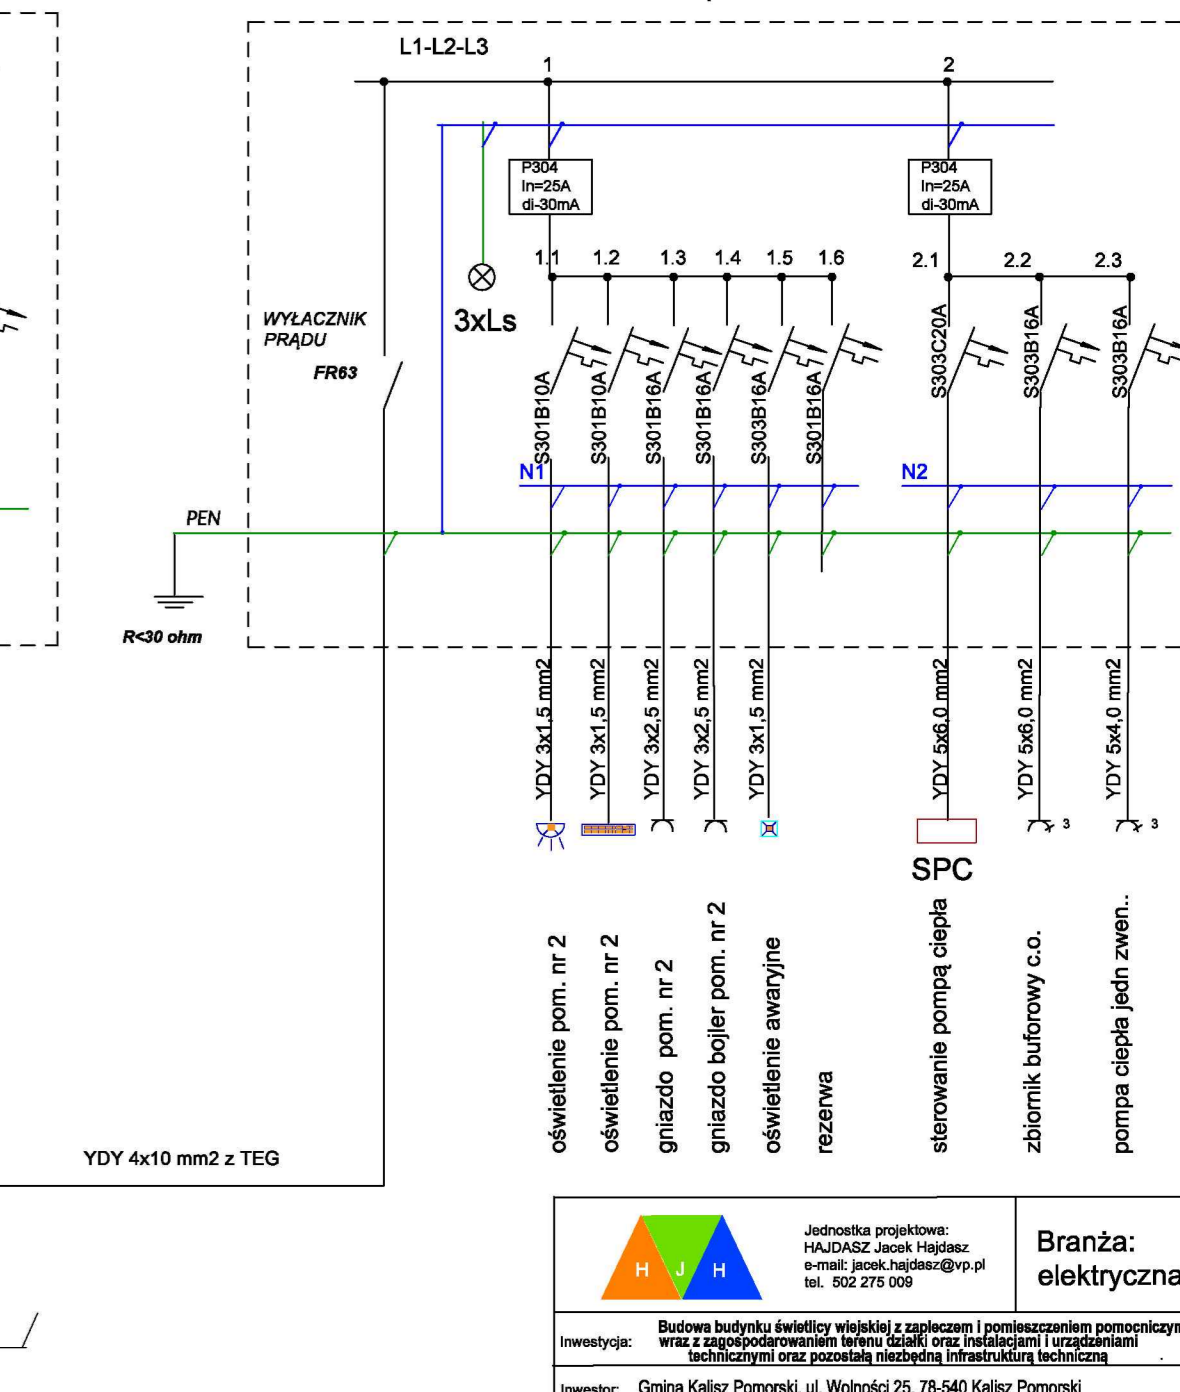 L1-L2-L3
1
2
P304
In=25A
di-30mA
P304
In=25A
di-30mA
1.1
1.2
1.3
1.4
1.5
1.6
2.1
2.2
2.3
3xLs
WYŁACZNIK
PRĄDU
FR63
S301B10A
S301B10A
S301B16A
S301B16A
S303B16A
S301B16A
S303C20A
S303B16A
S303B16A
N1
N2
PEN
R<30 ohm
YDY 3x1,5 mm2
YDY 3x1,5 mm2
YDY 3x2,5 mm2
YDY 3x2,5 mm2
YDY 3x1,5 mm2
YDY 5x6,0 mm2
YDY 5x6,0 mm2
YDY 5x4,0 mm2
3
3
SPC
oświetlenie pom. nr 2
oświetlenie pom. nr 2
gniazdo pom. nr 2
gniazdo bojler pom. nr 2
oświetlenie awaryjne
rezerwa
sterowanie pompą ciepła
zbiornik buforowy c.o.
pompa ciepła jedn zwen..
YDY 4x10 mm2 z TEG
H J H
Jednostka projektowa:
HAJDASZ Jacek Hajdasz
e-mail: jacek.hajdasz@vp.pl
tel. 502 275 009
Branża:
elektryczna
Inwestycja:
Budowa budynku świetlicy wiejskiej z zapleczem i pomieszczeniem pomocniczym
wraz z zagospodarowaniem terenu działki oraz instalacjami i urządzeniami
technicznymi oraz pozostałą niezbędną infrastrukturą techniczną
Inwestor: Gmina Kalisz Pomorski, ul. Wolności 25, 78-540 Kalisz Pomorski